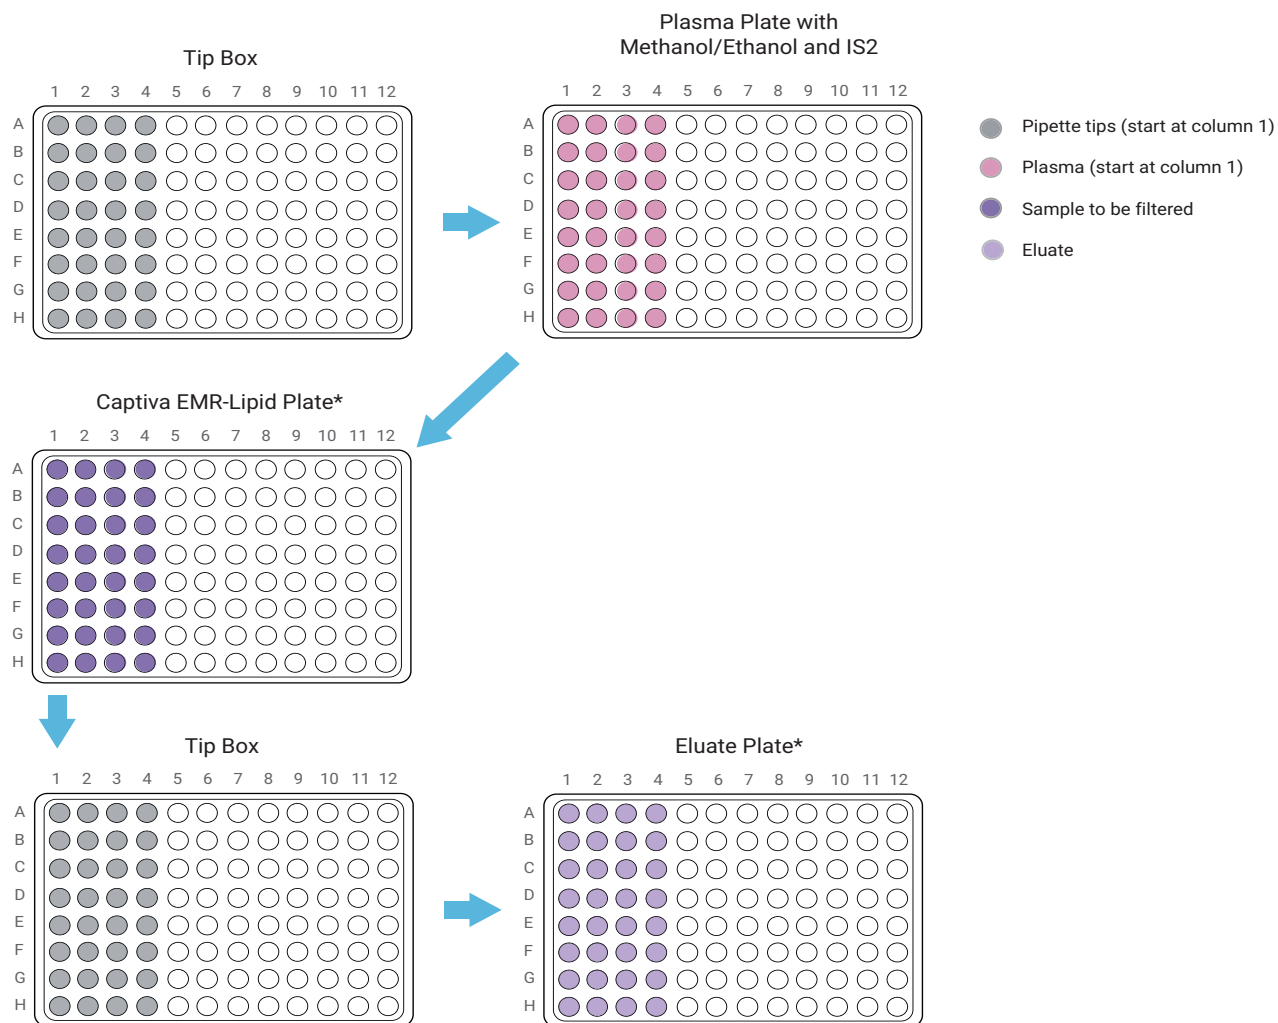 Tip Box
1 2 3 4 5 6 7 8 9 10 11 12
A
B
C
D
E
F
G
H
Plasma Plate with
Methanol/Ethanol and IS2
1 2 3 4 5 6 7 8 9 10 11 12
A
B
C
D
E
F
G
H
Pipette tips (start at column 1)
Plasma (start at column 1)
Sample to be filtered
Eluate
Captiva EMR-Lipid Plate*
1 2 3 4 5 6 7 8 9 10 11 12
A
B
C
D
E
F
G
H
Tip Box
1 2 3 4 5 6 7 8 9 10 11 12
A
B
C
D
E
F
G
H
Eluate Plate*
1 2 3 4 5 6 7 8 9 10 11 12
A
B
C
D
E
F
G
H